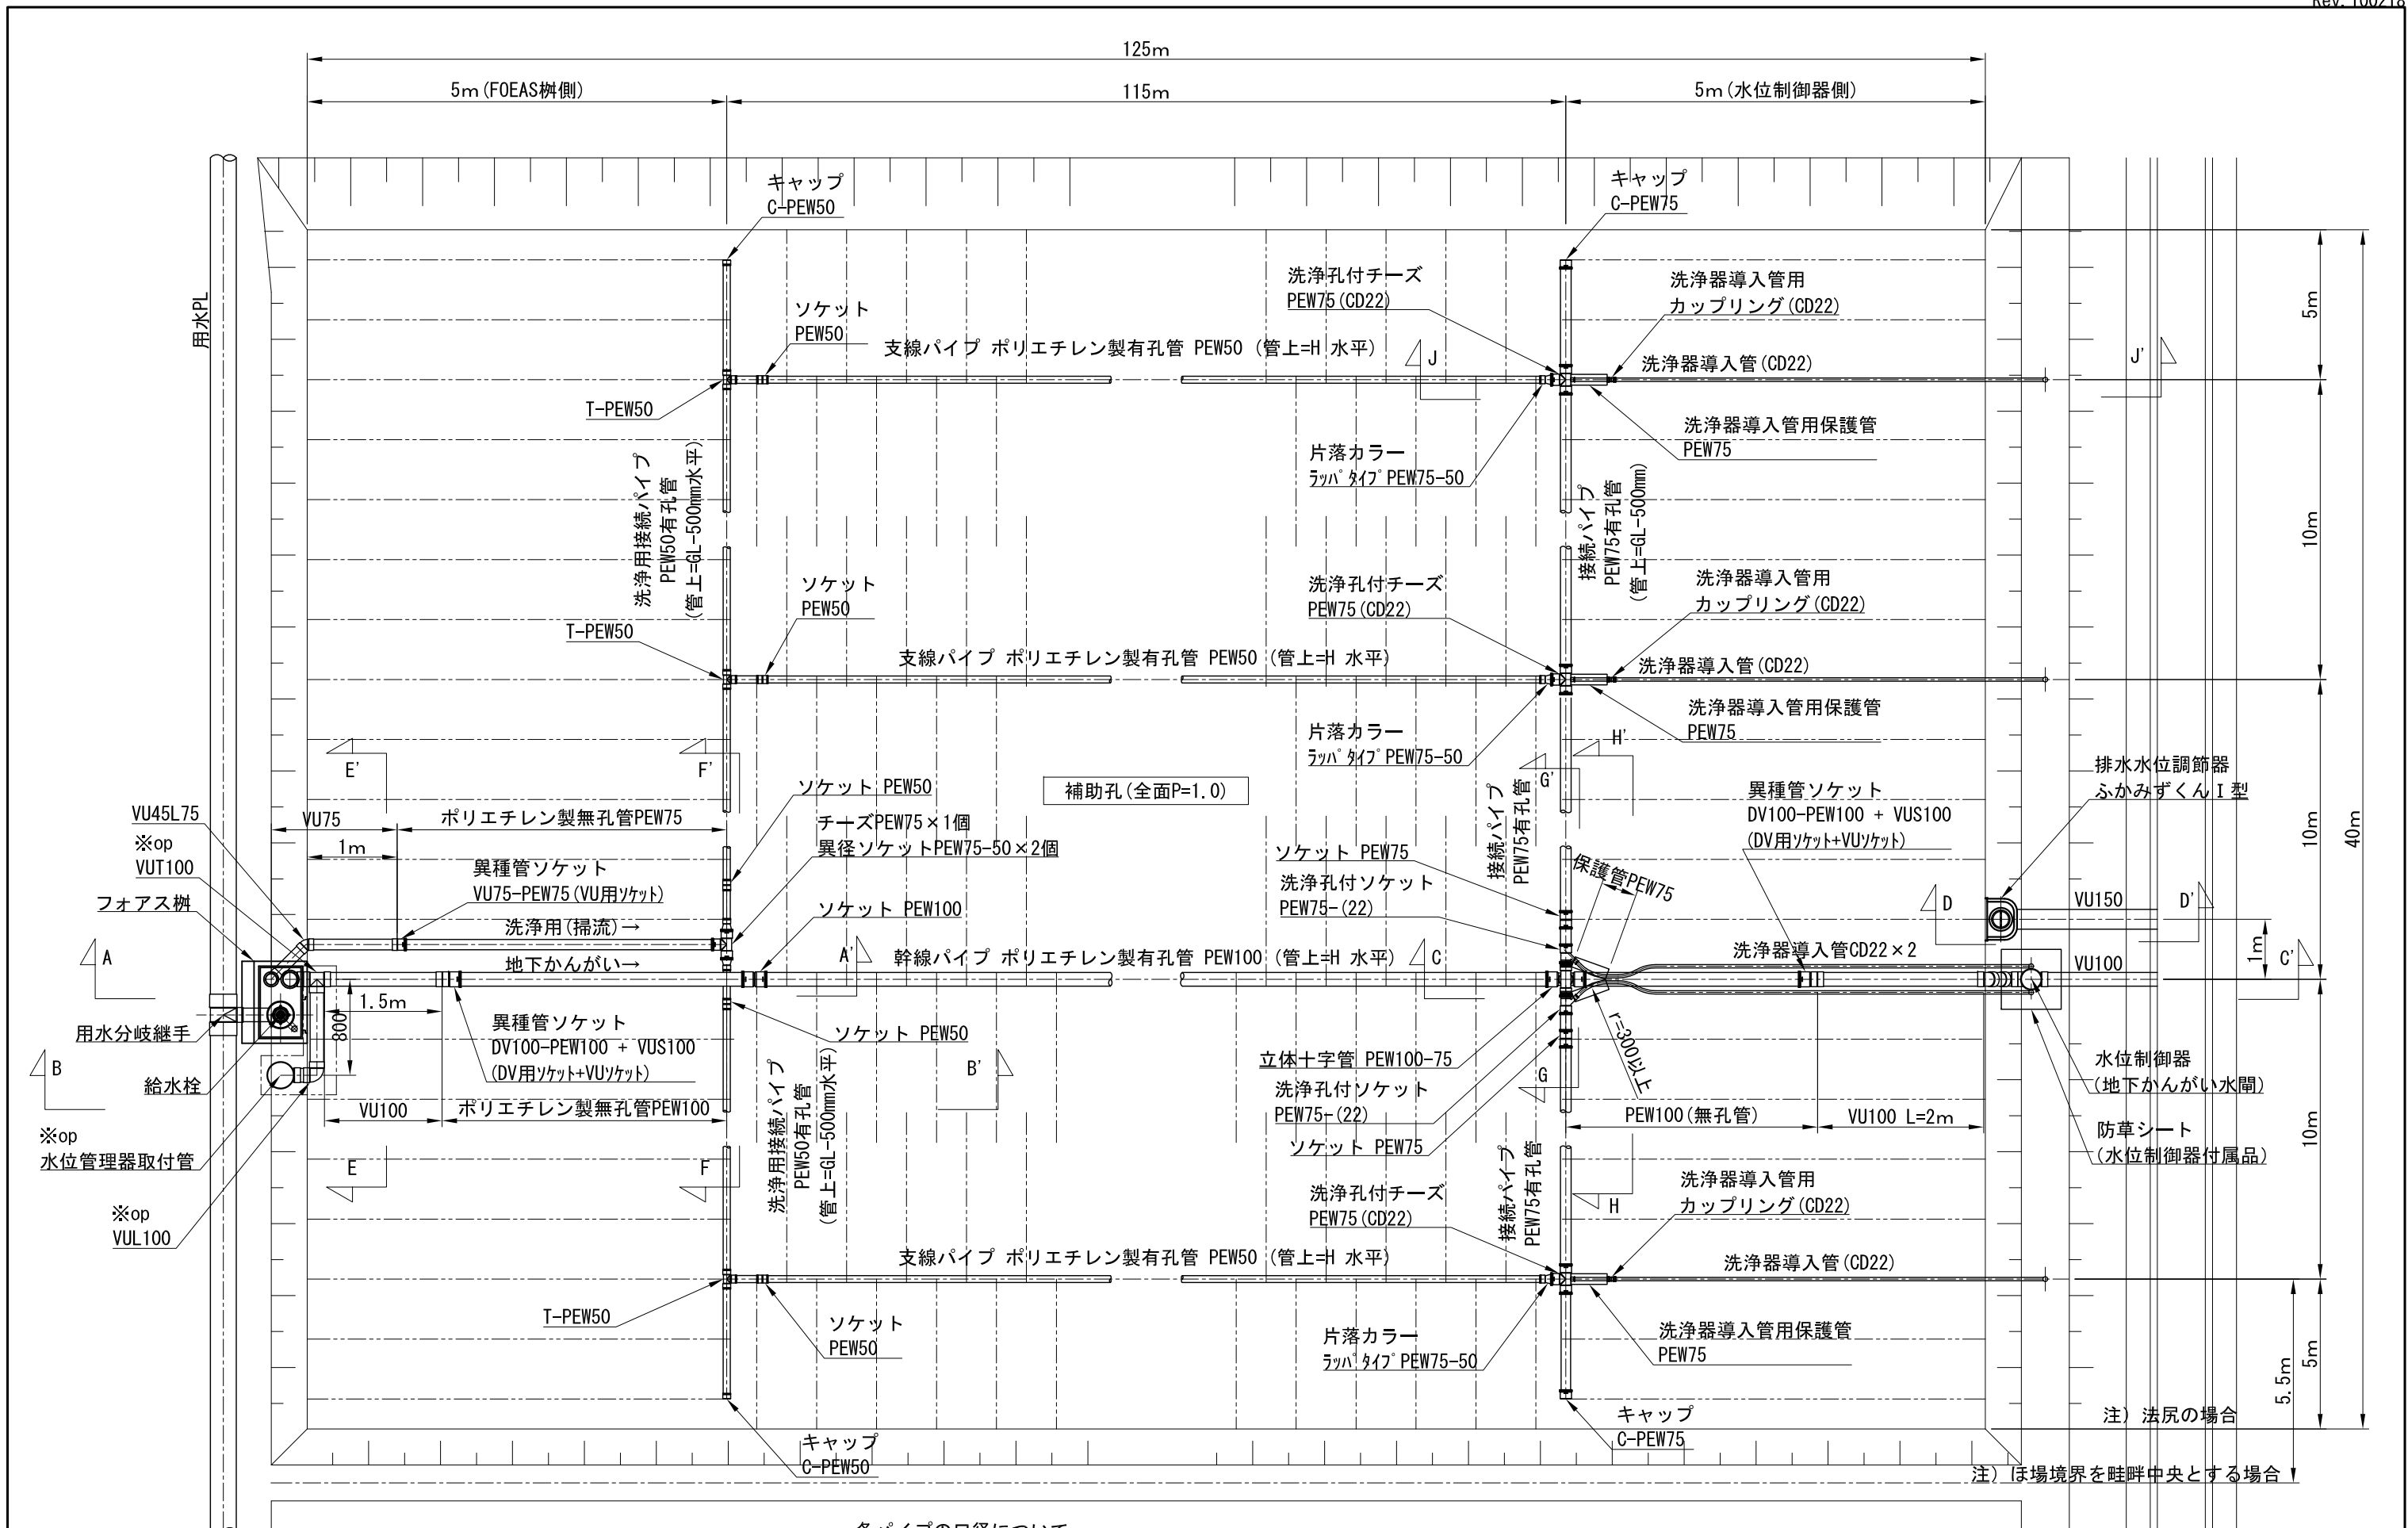 Rev. 100218
125m
5m(FOEAS桝側)
115m
5m(水位制御器側)
用水PL
キャップ
C-PEW50
キャップ
C-PEW75
ソケット
PEW50
洗浄孔付チーズ
PEW75(CD22)
洗浄器導入管用
カップリング(CD22)
5m
支線パイプ ポリエチレン製有孔管 PEW50 (管上=H 水平)
J
洗浄器導入管(CD22)
J'
T-PEW50
洗浄器導入管用保護管
PEW75
片落カラー
ラッパタイプPEW75-50
洗浄用接続パイプ
PEW50有孔管
(管上=GL-500mm水平)
接続パイプ
PEW75有孔管
(管上=GL-500mm)
10m
ソケット
PEW50
洗浄孔付チーズ
PEW75(CD22)
洗浄器導入管用
カップリング(CD22)
T-PEW50
支線パイプ ポリエチレン製有孔管 PEW50 (管上=H 水平)
洗浄器導入管(CD22)
洗浄器導入管用保護管
PEW75
片落カラー
ラッパタイプPEW75-50
E'
F'
G'
H'
補助孔(全面P=1.0)
ソケット PEW50
排水水位調節器
ふかみずくんⅠ型
異種管ソケット
DV100-PEW100 + VUS100
(DV用ソケット+VUソケット)
10m
40m
VU45L75
VU75
ポリエチレン製無孔管PEW75
チーズPEW75×1個
異径ソケットPEW75-50×2個
※op
VUT100
1m
接続パイプ
PEW75有孔管
ソケット PEW75
保護管PEW75
異種管ソケット
VU75-PEW75(VU用ソケット)
洗浄孔付ソケット
PEW75-(22)
フォアス桝
ソケット PEW100
洗浄用(掃流)→
D
VU150
D'
A
A'
幹線パイプ ポリエチレン製有孔管 PEW100 (管上=H 水平)
C
洗浄器導入管CD22×2
1m
C'
地下かんがい→
VU100
1.5m
800
用水分岐継手
異種管ソケット
DV100-PEW100 + VUS100
(DV用ソケット+VUソケット)
ソケット PEW50
立体十字管 PEW100-75
r=300以上
水位制御器
(地下かんがい水閘)
B
給水栓
B'
洗浄孔付ソケット
PEW75-(22)
G
VU100
ポリエチレン製無孔管PEW100
PEW100(無孔管)
VU100 L=2m
※op
水位管理器取付管
洗浄用接続パイプ
PEW50有孔管
(管上=GL-500mm水平)
ソケット PEW75
防草シート
(水位制御器付属品)
10m
E
F
接続パイプ
PEW75有孔管
洗浄孔付チーズ
PEW75(CD22)
H
洗浄器導入管用
カップリング(CD22)
※op
VUL100
支線パイプ ポリエチレン製有孔管 PEW50 (管上=H 水平)
洗浄器導入管(CD22)
T-PEW50
ソケット
PEW50
片落カラー
ラッパタイプPEW75-50
洗浄器導入管用保護管
PEW75
5m
5.5m
キャップ
C-PEW50
キャップ
C-PEW75
注) 法尻の場合
注) ほ場境界を畦畔中央とする場合
各パイプの口径について